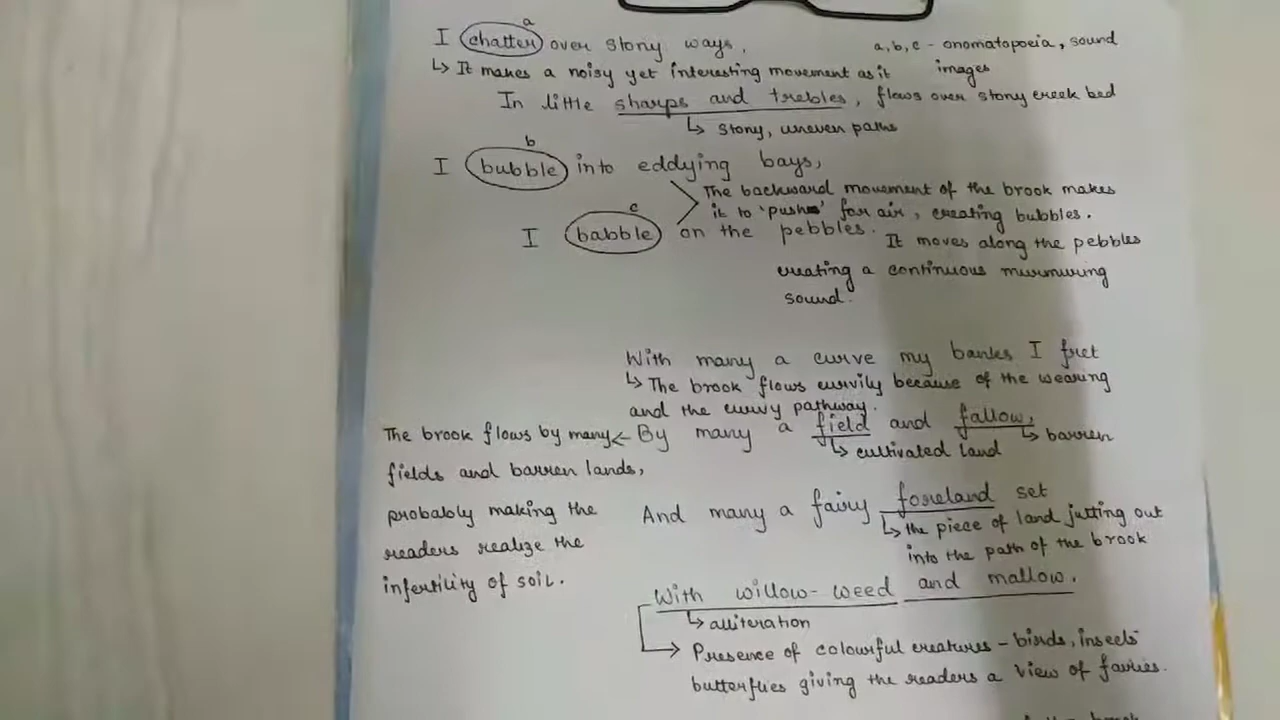 a
I chatter over stony ways, a, b, c - onomatopoeia, sound
↳ It makes a noisy yet interesting movement as it images
In little sharps and trebles, flows over stony creek bed
↳ stony, uneven paths
b
I bubble into eddying bays,
The backward movement of the brook makes
it to 'push' for air, creating bubbles.
c
I babble on the pebbles. It moves along the pebbles
creating a continuous murmuring
sound.
With many a curve my banks I fret
↳ The brook flows curvily because of the wearing
and the curvy pathway.
The brook flows by many ← By many a field and fallow,
↳ barren
↳ cultivated land
fields and barren lands,
probably making the
readers realize the
infertility of soil.
And many a fairy foreland set
↳ the piece of land jutting out
into the path of the brook
With willow-weed and mallow.
↳ alliteration
→ Presence of colourful creatures - birds, insects
butterflies giving the readers a view of fairies.